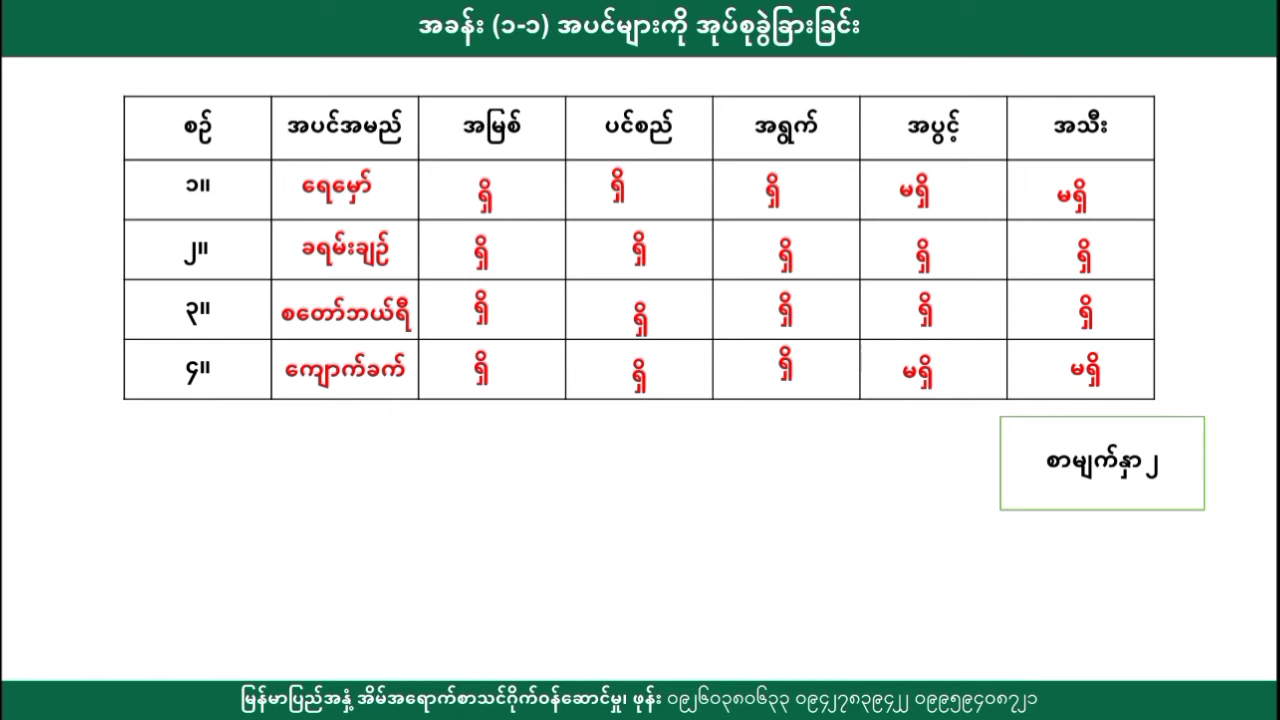 အခန်း (၁-၁) အပင်များကို အုပ်စုခွဲခြားခြင်း
စဉ် အပင်အမည် အမြစ် ပင်စည် အရွက် အပွင့် အသီး
၁။ ရေမှော် ရှိ ရှိ ရှိ မရှိ မရှိ
၂။ ခရမ်းချဉ် ရှိ ရှိ ရှိ ရှိ ရှိ
၃။ စတော်ဘယ်ရီ ရှိ ရှိ ရှိ ရှိ ရှိ
၄။ ကျောက်ခက် ရှိ ရှိ ရှိ မရှိ မရှိ
စာမျက်နှာ ၂
မြန်မာပြည်အနှံ့ အိမ်အရောက်စာသင်ဂိုက်ဝန်ဆောင်မှု၊ ဖုန်း ၀၉၂၆၀၃၈၀၆၃၃ ၀၉၄၂၇၈၃၉၄၂၂ ၀၉၉၅၉၄၀၈၇၂၁